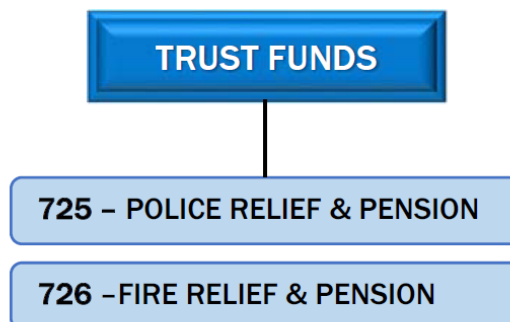 TRUST FUNDS
725 – POLICE RELIEF & PENSION
726 –FIRE RELIEF & PENSION